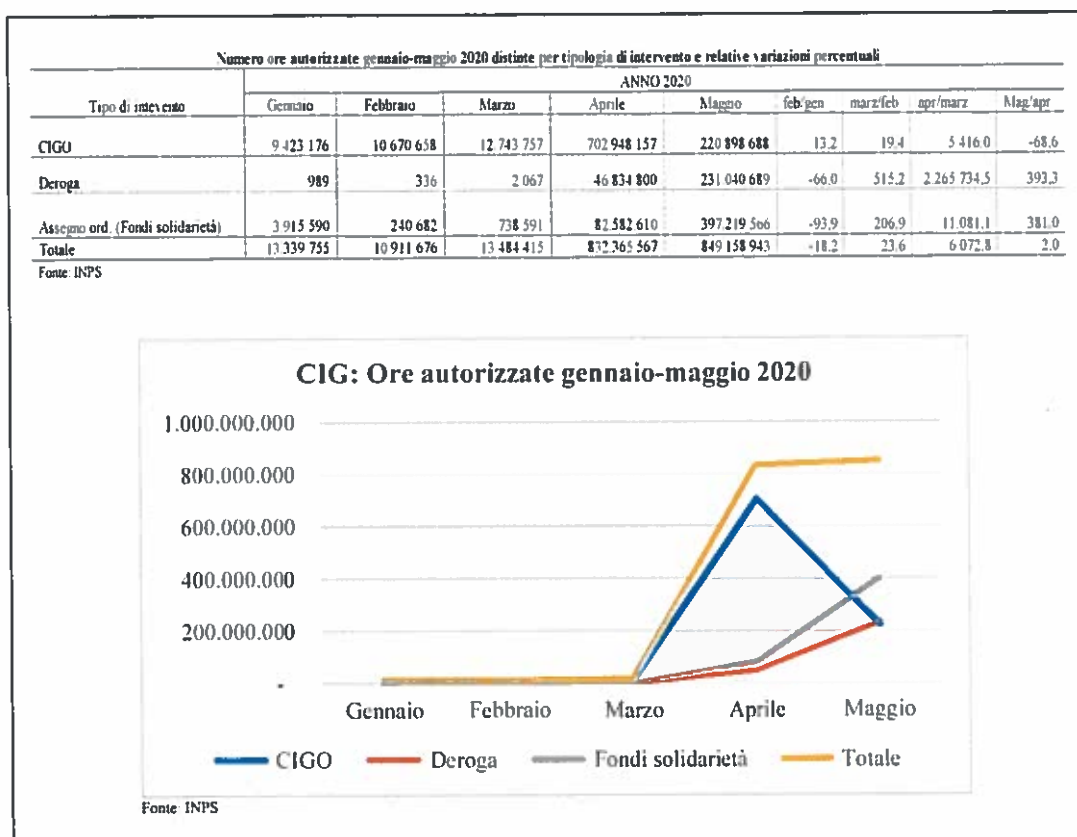 Numero ore autorizzate gennaio-maggio 2020 distinte per tipologia di intervento e relative variazioni percentuali
ANNO 2020
Tipo di intevento Gennaio Febbraio Marzo Aprile Maggio feb/gen marz/feb apr/marz Mag/apr
CIGO 9 423 176 10 670 658 12 743 757 702 948 157 220 898 688 13,2 19,4 5 416,0 -68,6
Deroga 989 336 2 067 46 834 800 231 040 689 -66,0 515,2 2.265 734,5 393,3
Assegno ord. (Fondi solidarietà) 3 915 590 240 682 738 591 82 582 610 397 219 566 -93,9 206,9 11.081,1 381,0
Totale 13 339 755 10 911 676 13 484 415 832 365 567 849 158 943 -18,2 23,6 6 072,8 2,0
Fonte: INPS
CIG: Ore autorizzate gennaio-maggio 2020
1.000.000.000
800.000.000
600.000.000
400.000.000
200.000.000
-
Gennaio Febbraio Marzo Aprile Maggio
CIGO Deroga Fondi solidarietà Totale
Fonte: INPS